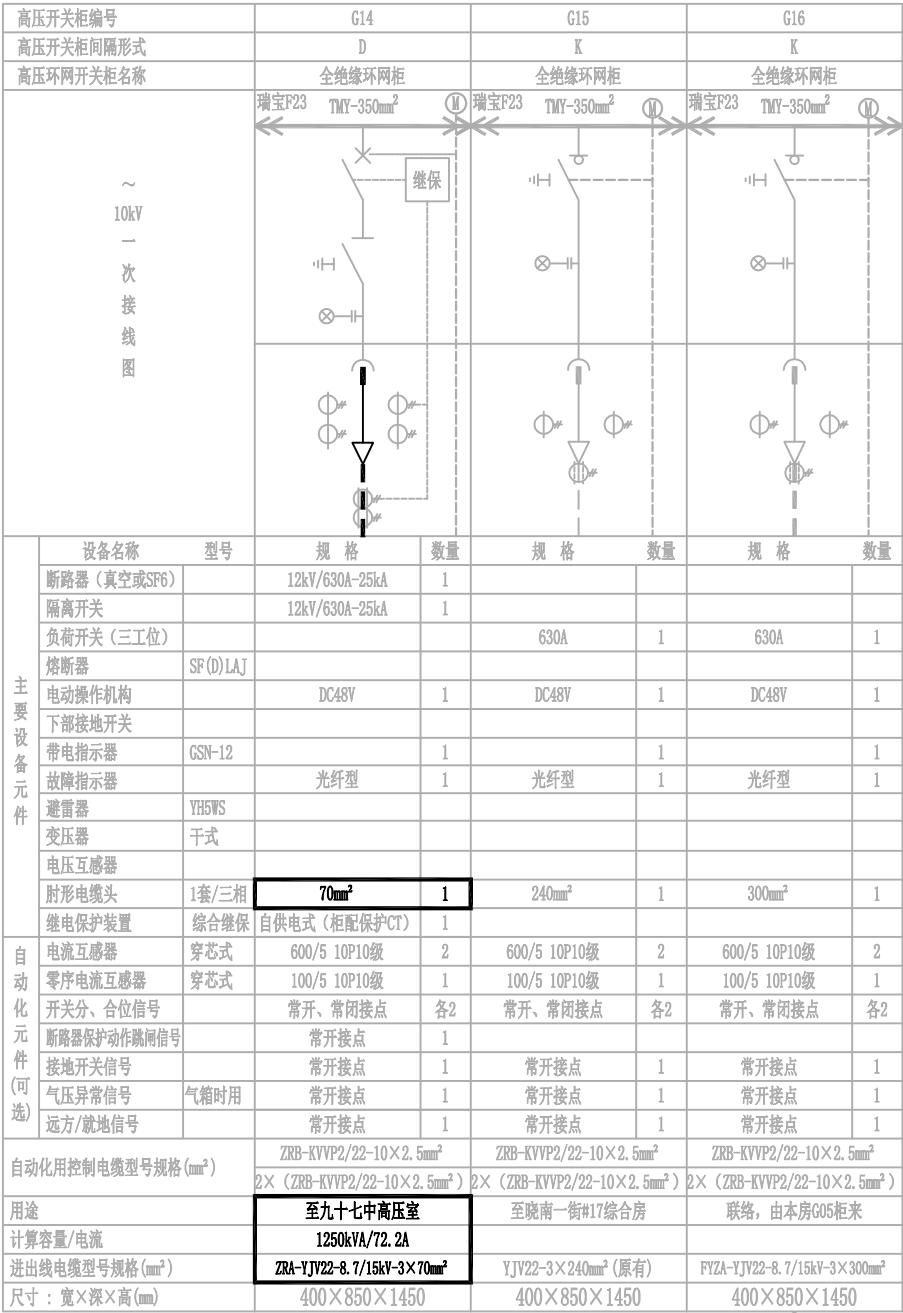 高压开关柜编号 G14 G15 G16
高压开关柜间隔形式 D K K
高压环网开关柜名称 全绝缘环网柜 全绝缘环网柜 全绝缘环网柜
瑞宝F23 TMY-350mm² M 瑞宝F23 TMY-350mm² M 瑞宝F23 TMY-350mm² M
继保
～
10kV
一
次
接
线
图
设备名称 型号 规 格 数量 规 格 数量 规 格 数量
主要设备元件
断路器（真空或SF6） 12kV/630A-25kA 1
隔离开关 12kV/630A-25kA 1
负荷开关（三工位） 630A 1 630A 1
熔断器 SF(D)LAJ
电动操作机构 DC48V 1 DC48V 1 DC48V 1
下部接地开关
带电指示器 GSN-12 1 1 1
故障指示器 光纤型 1 光纤型 1 光纤型 1
避雷器 YH5WS
变压器 干式
电压互感器
肘形电缆头 1套/三相 70mm² 1 240mm² 1 300mm² 1
继电保护装置 综合继保 自供电式（柜配保护CT） 1
自动化元件(可选)
电流互感器 穿芯式 600/5 10P10级 2 600/5 10P10级 2 600/5 10P10级 2
零序电流互感器 穿芯式 100/5 10P10级 1 100/5 10P10级 1 100/5 10P10级 1
开关分、合位信号 常开、常闭接点 各2 常开、常闭接点 各2 常开、常闭接点 各2
断路器保护动作跳闸信号 常开接点 1
接地开关信号 常开接点 1 常开接点 1 常开接点 1
气压异常信号 气箱时用 常开接点 1 常开接点 1 常开接点 1
远方/就地信号 常开接点 1 常开接点 1 常开接点 1
自动化用控制电缆型号规格(mm²) ZRB-KVVP2/22-10×2.5mm² ZRB-KVVP2/22-10×2.5mm² ZRB-KVVP2/22-10×2.5mm²
2×（ZRB-KVVP2/22-10×2.5mm²） 2×（ZRB-KVVP2/22-10×2.5mm²） 2×（ZRB-KVVP2/22-10×2.5mm²）
用途 至九十七中高压室 至晓南一街#17综合房 联络，由本房G05柜来
计算容量/电流 1250kVA/72.2A
进出线电缆型号规格(mm²) ZRA-YJV22-8.7/15kV-3×70mm² YJV22-3×240mm²(原有) FYZA-YJV22-8.7/15kV-3×300mm²
尺寸 : 宽×深×高(mm) 400×850×1450 400×850×1450 400×850×1450